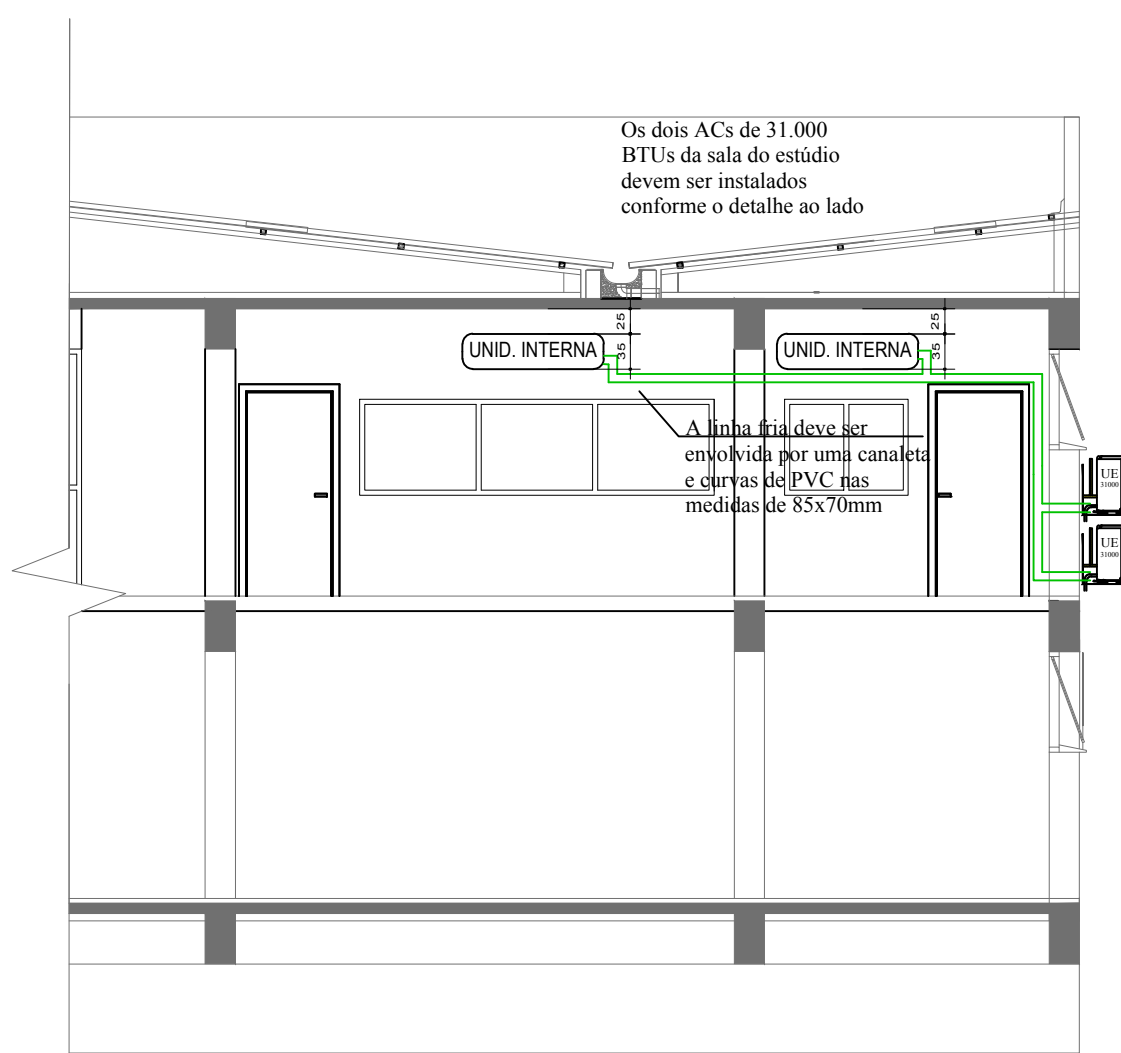 Os dois ACs de 31.000
BTUs da sala do estúdio
devem ser instalados
conforme o detalhe ao lado
25
25
UNID. INTERNA
35
UNID. INTERNA
35
A linha fria deve ser
envolvida por uma canaleta
e curvas de PVC nas
medidas de 85x70mm
UE
31000
UE
31000